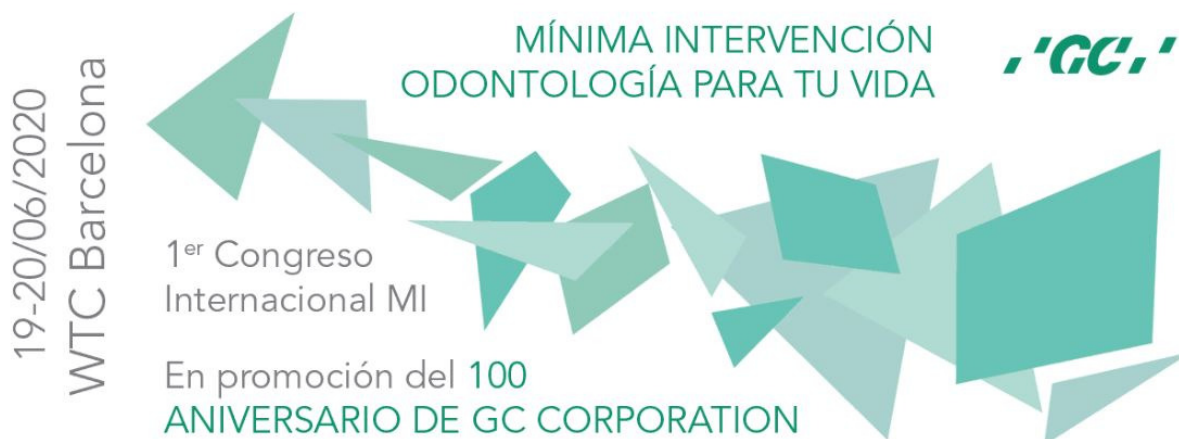 19-20/06/2020
WTC Barcelona
MÍNIMA INTERVENCIÓN
ODONTOLOGÍA PARA TU VIDA
GC
1er Congreso
Internacional MI
En promoción del 100
ANIVERSARIO DE GC CORPORATION